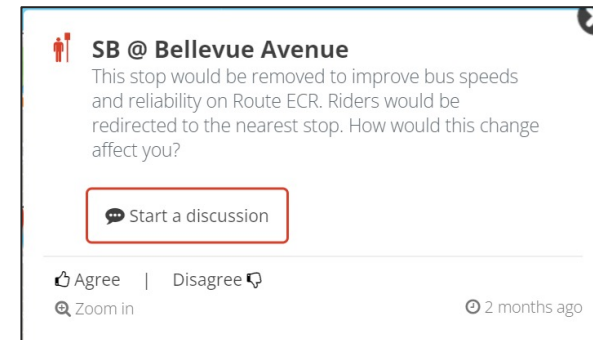 SB @ Bellevue Avenue
This stop would be removed to improve bus speeds
and reliability on Route ECR. Riders would be
redirected to the nearest stop. How would this change
affect you?
Start a discussion
Agree | Disagree
Zoom in 2 months ago